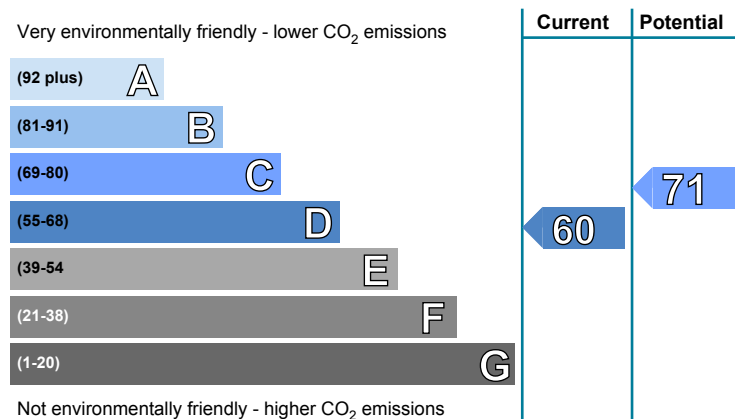 Very environmentally friendly - lower CO₂ emissions
Current
Potential
(92 plus) A
(81-91) B
(69-80) C
71
(55-68) D
60
(39-54 E
(21-38) F
(1-20) G
Not environmentally friendly - higher CO₂ emissions